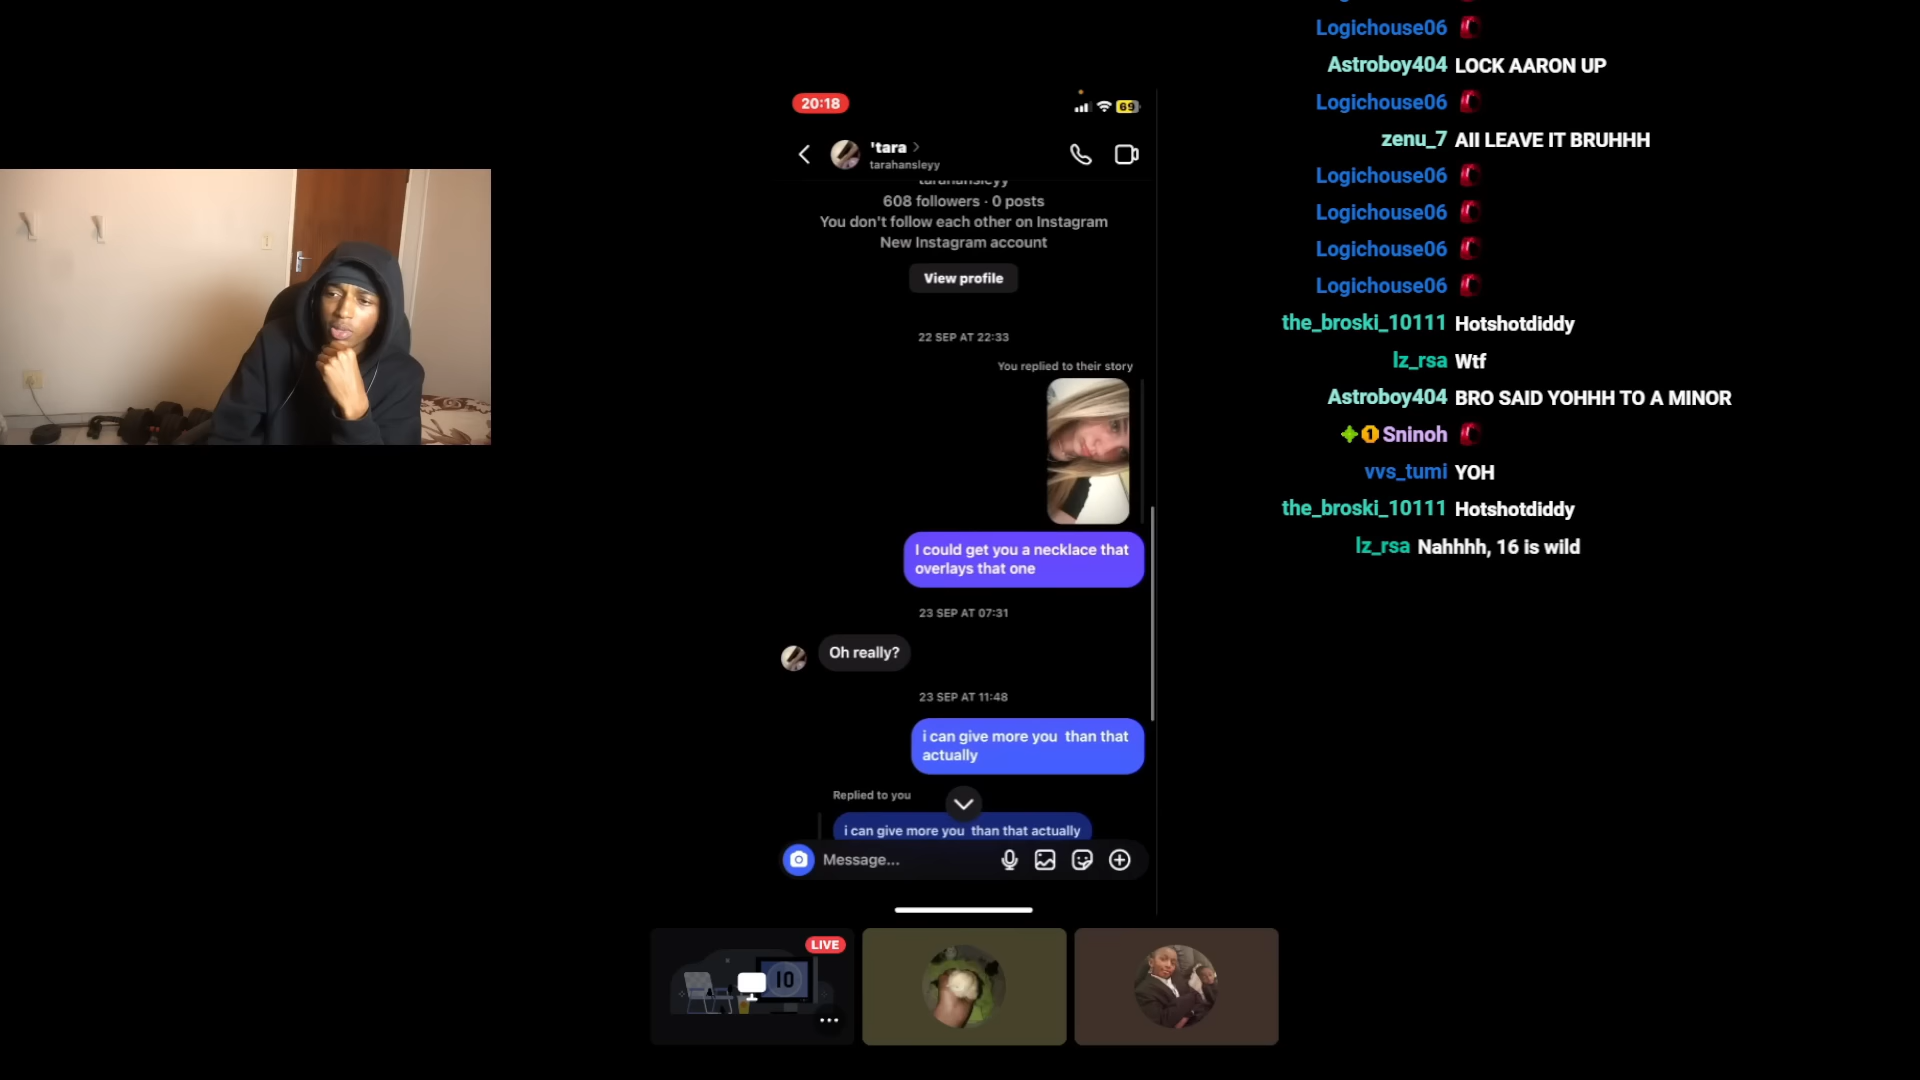 20:18
69
'tara
tarahansleyy
tarahansleyy
608 followers · 0 posts
You don't follow each other on Instagram
New Instagram account
View profile
22 SEP AT 22:33
You replied to their story
I could get you a necklace that
overlays that one
23 SEP AT 07:31
Oh really?
23 SEP AT 11:48
i can give more you  than that
actually
Replied to you
i can give more you  than that actually
Message...
LIVE
10
Logichouse06
Astroboy404 LOCK AARON UP
Logichouse06
zenu_7 AII LEAVE IT BRUHHH
Logichouse06
Logichouse06
Logichouse06
Logichouse06
the_broski_10111 Hotshotdiddy
lz_rsa Wtf
Astroboy404 BRO SAID YOHHH TO A MINOR
1 Sninoh
vvs_tumi YOH
the_broski_10111 Hotshotdiddy
lz_rsa Nahhhh, 16 is wild